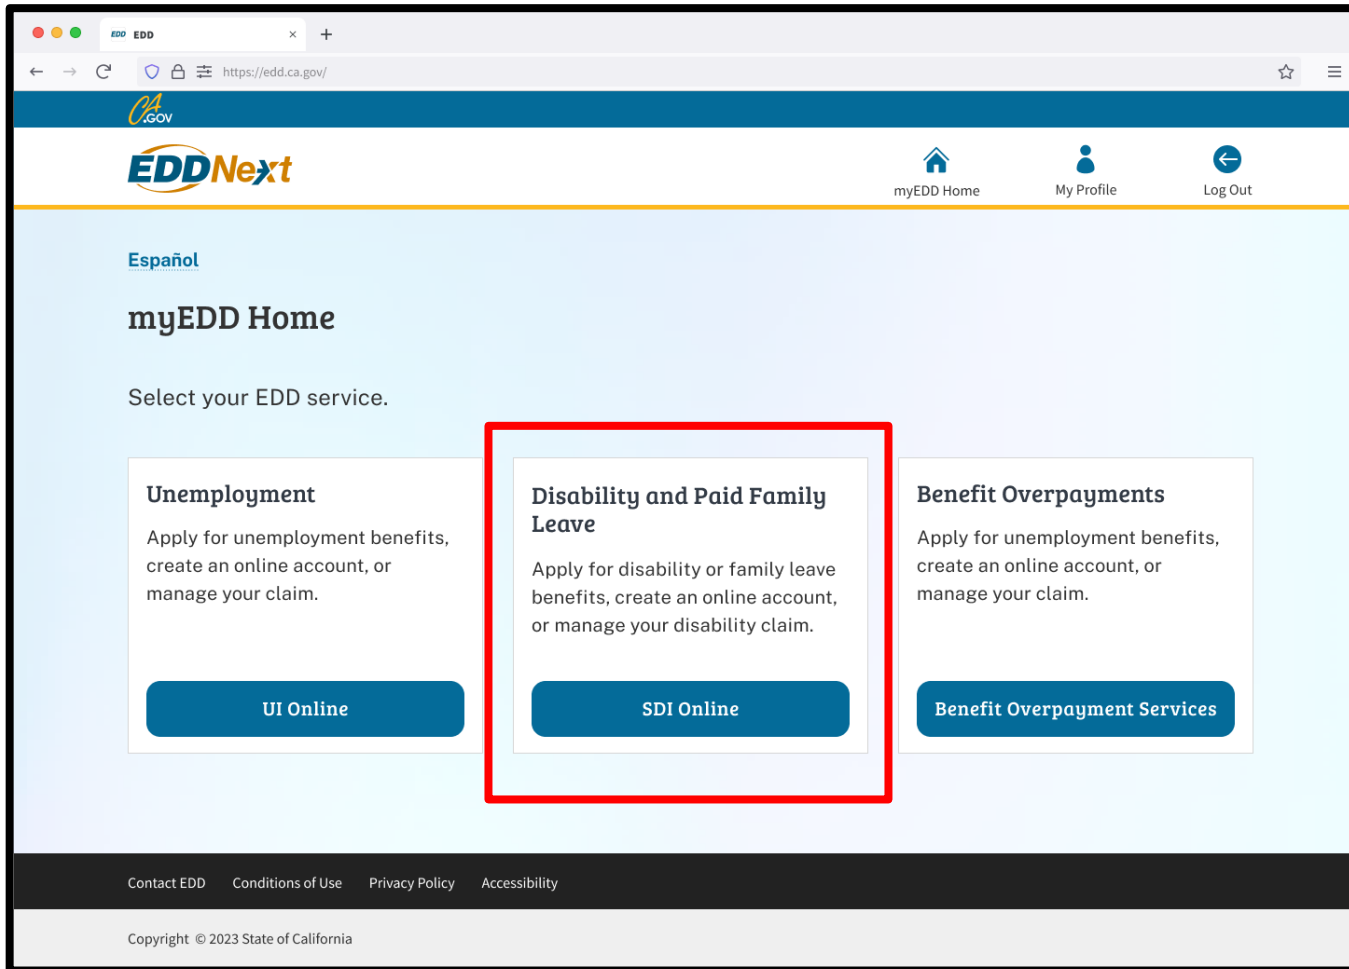 EDD EDD
https://edd.ca.gov/
CA.GOV
EDDNext
myEDD Home
My Profile
Log Out
Español
myEDD Home
Select your EDD service.
Unemployment
Apply for unemployment benefits,
create an online account, or
manage your claim.
UI Online
Disability and Paid Family
Leave
Apply for disability or family leave
benefits, create an online account,
or manage your disability claim.
SDI Online
Benefit Overpayments
Apply for unemployment benefits,
create an online account, or
manage your claim.
Benefit Overpayment Services
Contact EDD Conditions of Use Privacy Policy Accessibility
Copyright © 2023 State of California